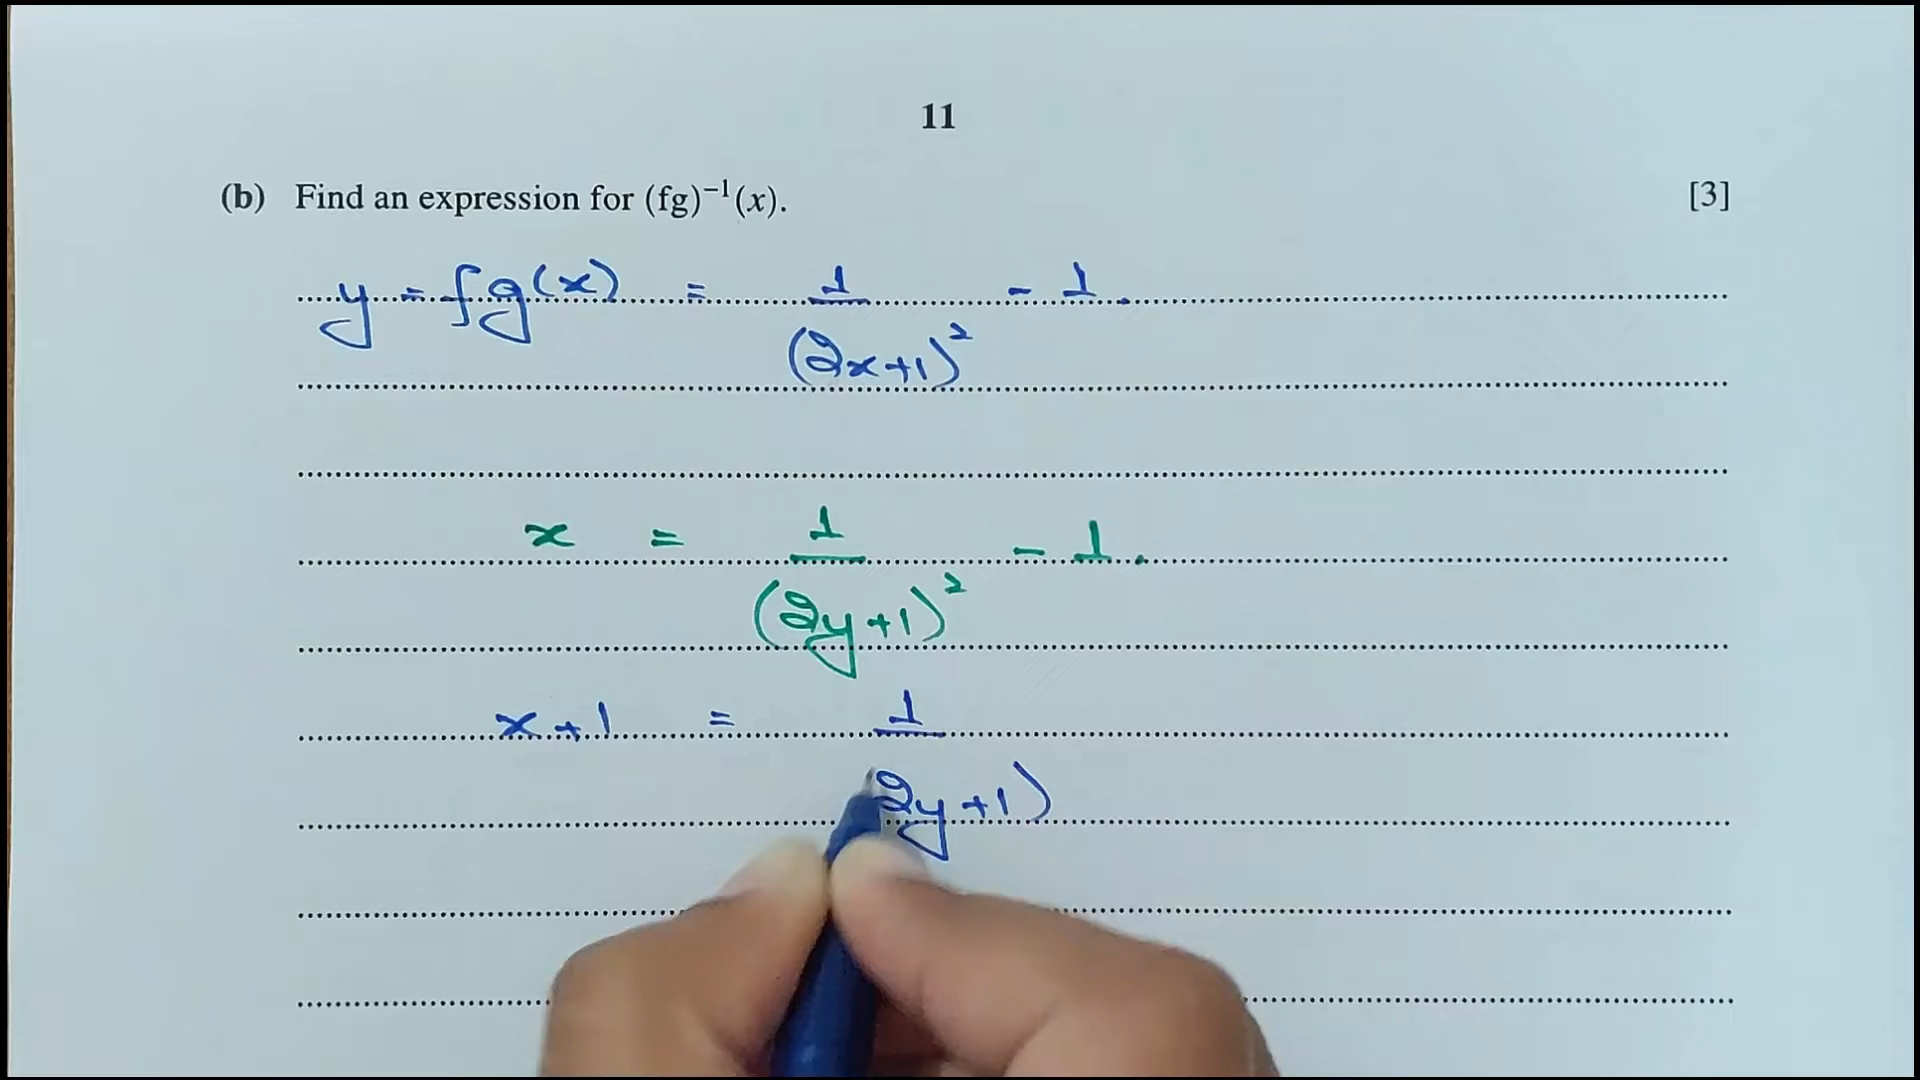 11
(b) Find an expression for (fg)⁻¹(x). [3]
y = fg(x) = 1/(2x+1)² - 1.
x = 1/(2y+1)² - 1.
x+1 = 1/2y+1)